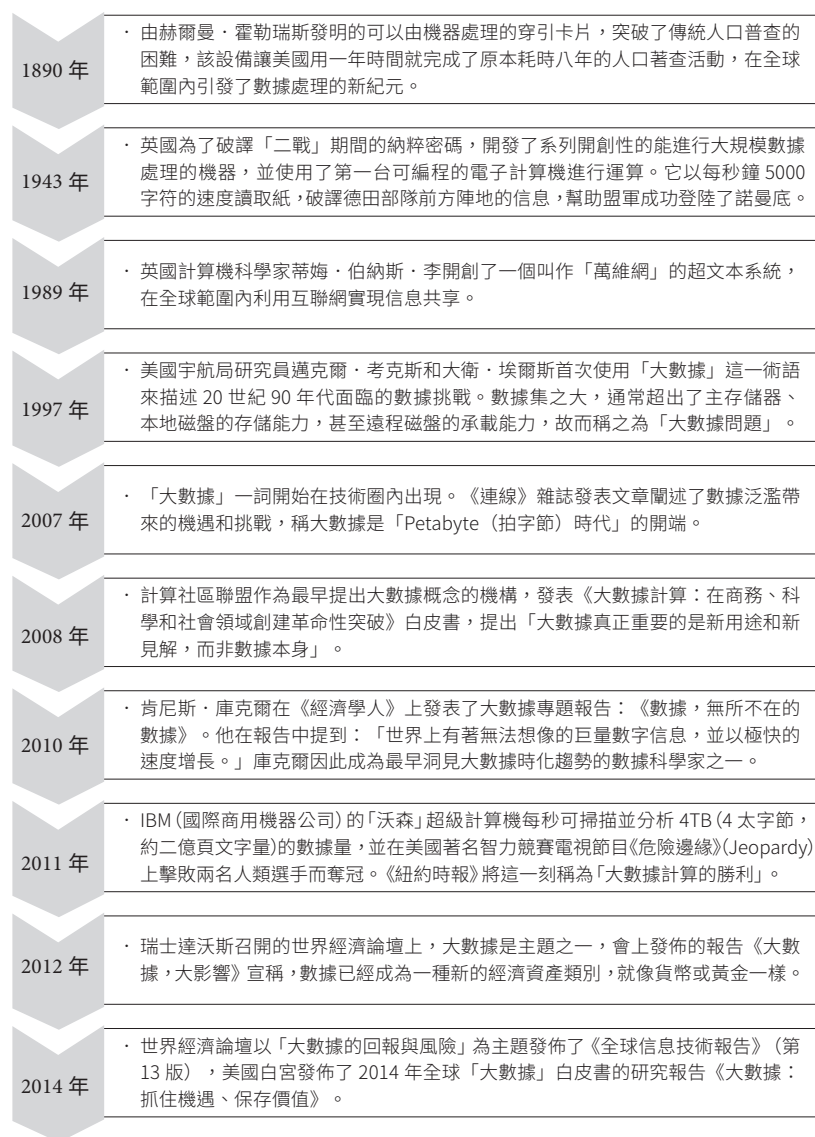 1890 年
· 由赫爾曼·霍勒瑞斯發明的可以由機器處理的穿引卡片，突破了傳統人口普查的
困難，該設備讓美國用一年時間就完成了原本耗時八年的人口著查活動，在全球
範圍內引發了數據處理的新紀元。
1943 年
· 英國為了破譯「二戰」期間的納粹密碼，開發了系列開創性的能進行大規模數據
處理的機器，並使用了第一台可編程的電子計算機進行運算。它以每秒鐘 5000
字符的速度讀取紙，破譯德田部隊前方陣地的信息，幫助盟軍成功登陸了諾曼底。
1989 年
· 英國計算機科學家蒂姆·伯納斯·李開創了一個叫作「萬維網」的超文本系統，
在全球範圍內利用互聯網實現信息共享。
1997 年
· 美國宇航局研究員邁克爾·考克斯和大衛·埃爾斯首次使用「大數據」這一術語
來描述 20 世紀 90 年代面臨的數據挑戰。數據集之大，通常超出了主存儲器、
本地磁盤的存儲能力，甚至遠程磁盤的承載能力，故而稱之為「大數據問題」。
2007 年
· 「大數據」一詞開始在技術圈內出現。《連線》雜誌發表文章闡述了數據泛濫帶
來的機遇和挑戰，稱大數據是「Petabyte（拍字節）時代」的開端。
2008 年
· 計算社區聯盟作為最早提出大數據概念的機構，發表《大數據計算：在商務、科
學和社會領域創建革命性突破》白皮書，提出「大數據真正重要的是新用途和新
見解，而非數據本身」。
2010 年
· 肯尼斯·庫克爾在《經濟學人》上發表了大數據專題報告：《數據，無所不在的
數據》。他在報告中提到：「世界上有著無法想像的巨量數字信息，並以極快的
速度增長。」庫克爾因此成為最早洞見大數據時化趨勢的數據科學家之一。
2011 年
· IBM（國際商用機器公司）的「沃森」超級計算機每秒可掃描並分析 4TB（4 太字節，
約二億頁文字量)的數據量，並在美國著名智力競賽電視節目《危險邊緣》(Jeopardy)
上擊敗兩名人類選手而奪冠。《紐約時報》將這一刻稱為「大數據計算的勝利」。
2012 年
· 瑞士達沃斯召開的世界經濟論壇上，大數據是主題之一，會上發佈的報告《大數
據，大影響》宣稱，數據已經成為一種新的經濟資產類別，就像貨幣或黃金一樣。
2014 年
· 世界經濟論壇以「大數據的回報與風險」為主題發佈了《全球信息技術報告》（第
13 版），美國白宮發佈了 2014 年全球「大數據」白皮書的研究報告《大數據：
抓住機遇、保存價值》。